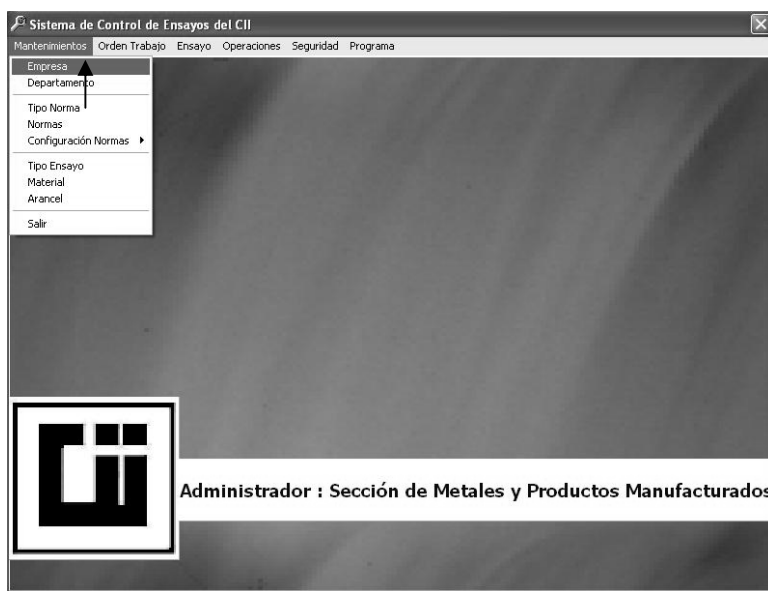 Sistema de Control de Ensayos del CII
Mantenimientos Orden Trabajo Ensayo Operaciones Seguridad Programa
Empresa
Departamento
Tipo Norma
Normas
Configuración Normas
Tipo Ensayo
Material
Arancel
Salir
CII
Administrador : Sección de Metales y Productos Manufacturados